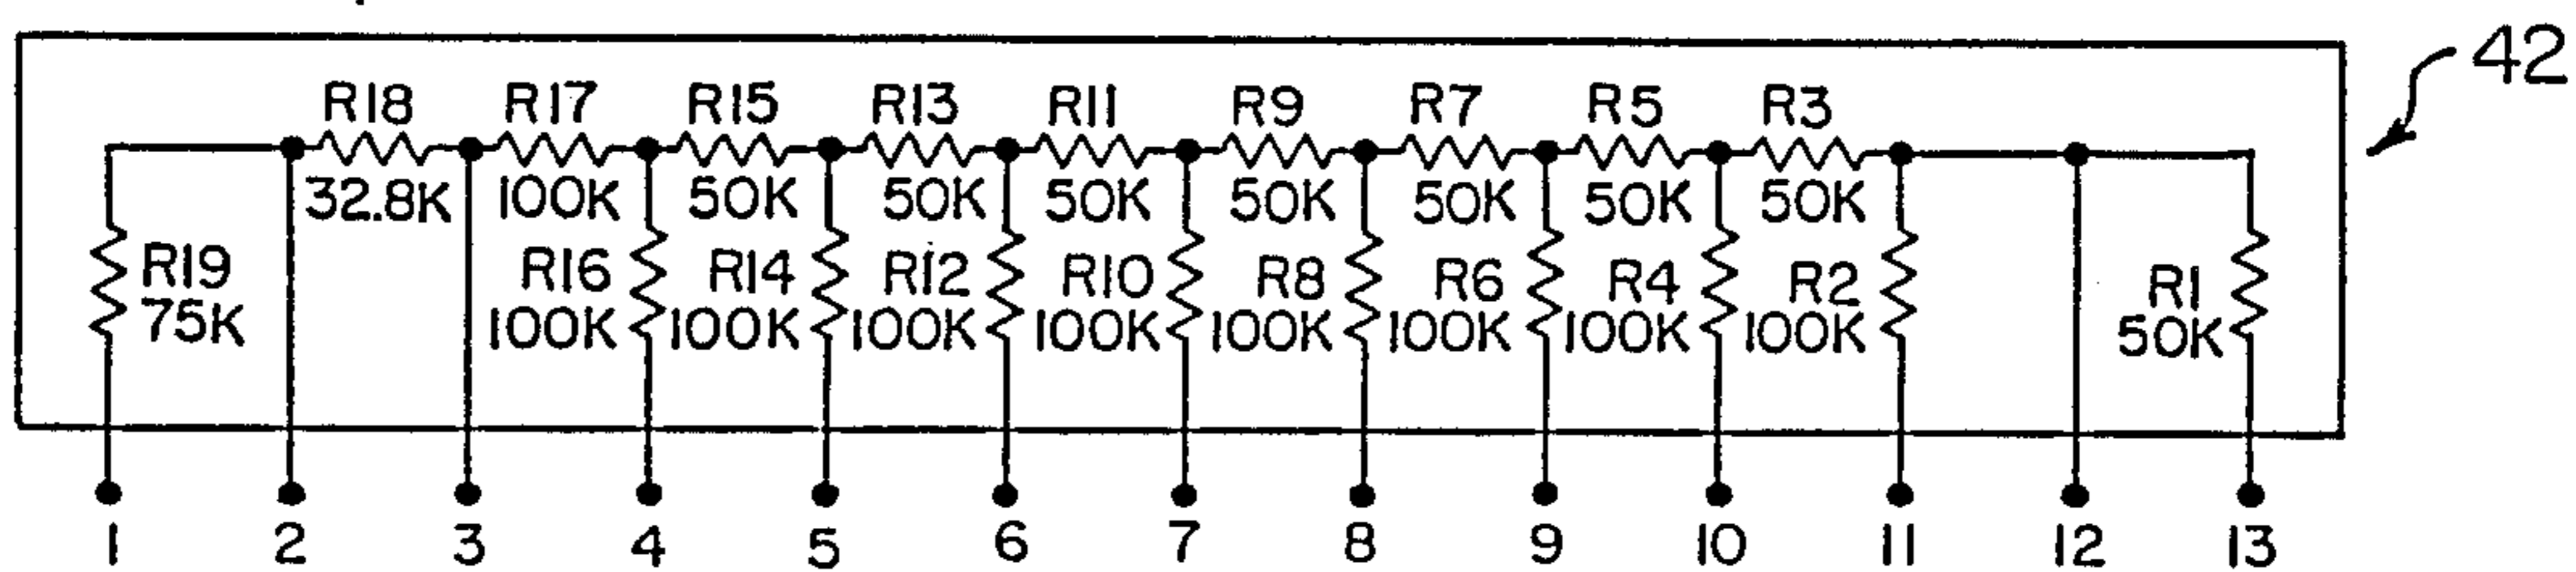 42
R18 R17 R15 R13 R11 R9 R7 R5 R3
32.8K 100K 50K 50K 50K 50K 50K 50K 50K
R19 R16 R14 R12 R10 R8 R6 R4 R2 R1
75K 100K 100K 100K 100K 100K 100K 100K 100K 50K
1 2 3 4 5 6 7 8 9 10 11 12 13